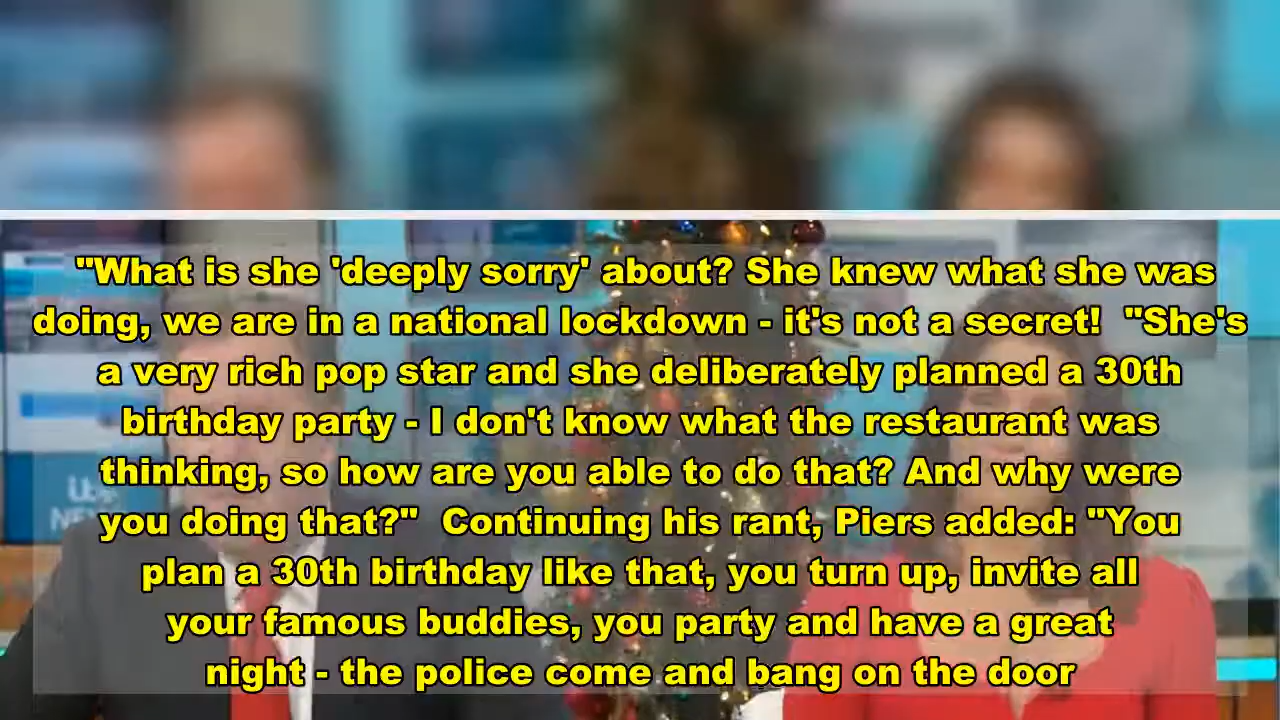 "What is she 'deeply sorry' about? She knew what she was
doing, we are in a national lockdown - it's not a secret!  "She's
a very rich pop star and she deliberately planned a 30th
birthday party - I don't know what the restaurant was
thinking, so how are you able to do that? And why were
you doing that?"  Continuing his rant, Piers added: "You
plan a 30th birthday like that, you turn up, invite all
your famous buddies, you party and have a great
night - the police come and bang on the door